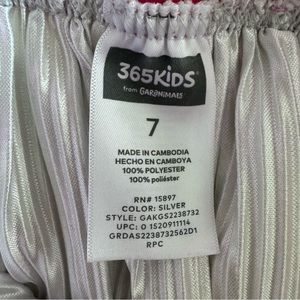 365KiDS
from GARANIMALS
7
MADE IN CAMBODIA
HECHO EN CAMBOYA
100% POLYESTER
100% poliéster
RN# 15897
COLOR: SILVER
STYLE: GAKGS2238732
UPC: 0 1520911114
GRDAS2238732562D1
RPC